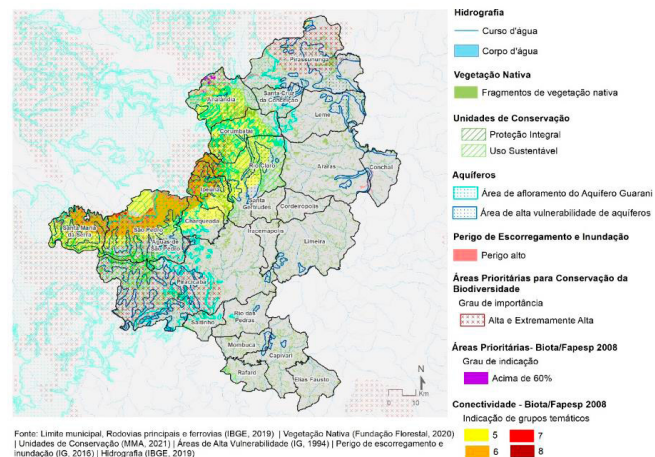 Pirassununga
Santa Cruz
da Conceição
Analândia
Leme
Corumbataí
Rio Claro
Araras
Conchal
Ipeúna
Santa
Gertrudes
Cordeirópolis
Charqueada
Santa Maria
da Serra
São Pedro
Águas de
São Pedro
Iracemápolis
Limeira
Piracicaba
Saltinho
Rio das
Pedras
Mombuca
Capivari
Rafard
Elias Fausto
N
0
10
Km
Hidrografia
Curso d'água
Corpo d'água
Vegetação Nativa
Fragmentos de vegetação nativa
Unidades de Conservação
Proteção Integral
Uso Sustentável
Aquíferos
Área de afloramento do Aquífero Guarani
Área de alta vulnerabilidade de aquíferos
Perigo de Escorregamento e Inundação
Perigo alto
Áreas Prioritárias para Conservação da
Biodiversidade
Grau de importância
Alta e Extremamente Alta
Áreas Prioritárias- Biota/Fapesp 2008
Grau de indicação
Acima de 60%
Conectividade - Biota/Fapesp 2008
Indicação de grupos temáticos
5 7
6 8
Fonte: Limite municipal, Rodovias principais e ferrovias (IBGE, 2019) | Vegetação Nativa (Fundação Florestal, 2020)
| Unidades de Conservação (MMA, 2021) | Áreas de Alta Vulnerabilidade (IG, 1994) | Perigo de escorregamento e
inundação (IG, 2016) | Hidrografia (IBGE, 2019)